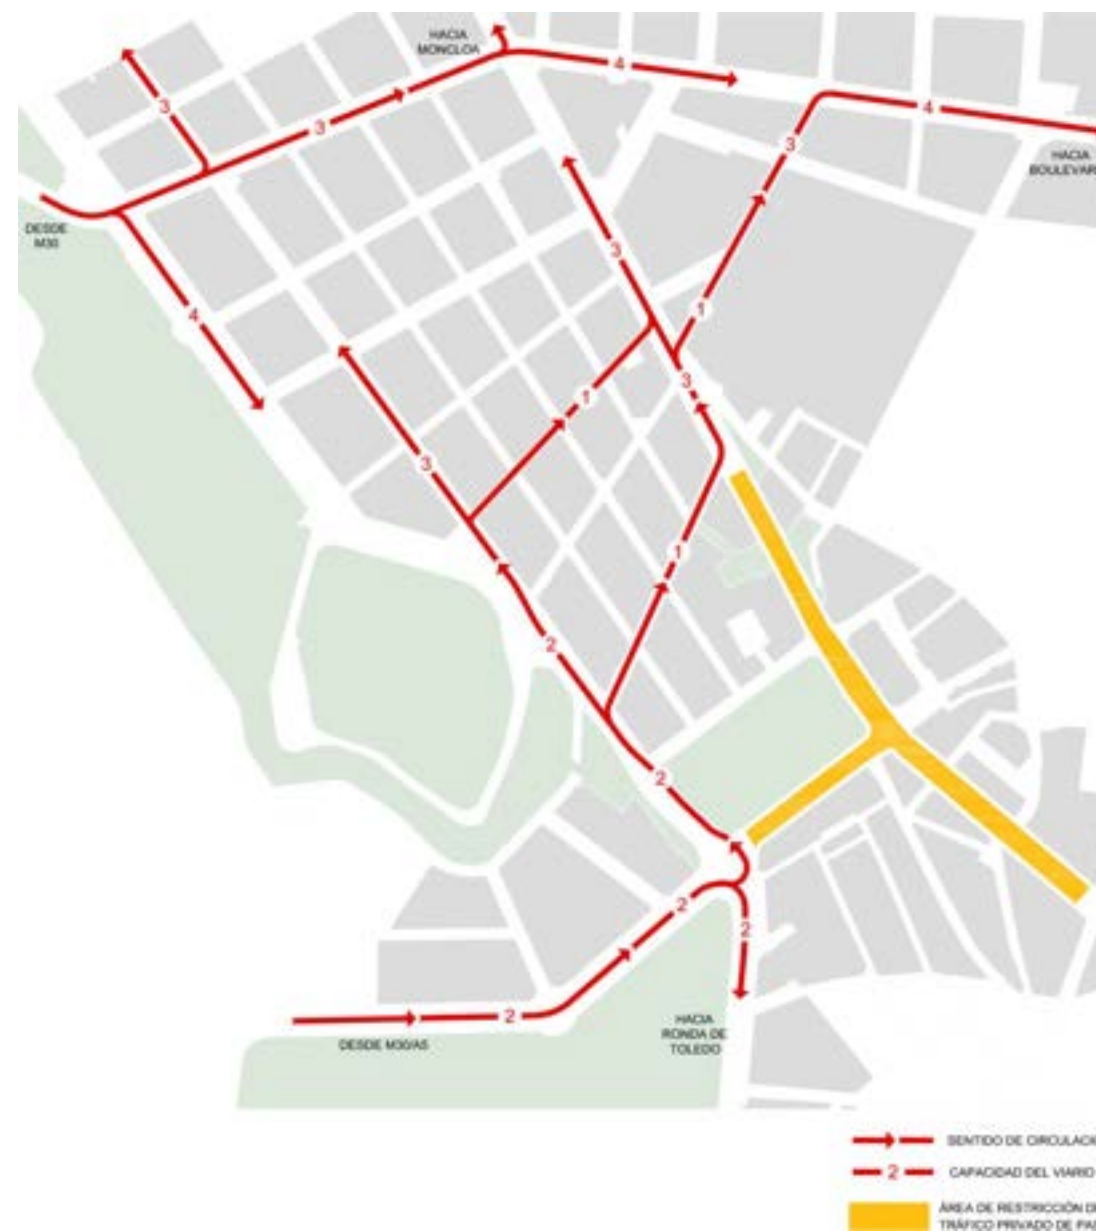 HACIA
MONCLOA
3
3
4
4
3
HACIA
BOULEVAR
DESDE
M30
3
1
4
3
1
3
1
2
2
2
2
2
DESDE M30/A5
HACIA
RONDA DE
TOLEDO
SENTIDO DE CIRCULACI
2
CAPACIDAD DEL VIARIO
ÁREA DE RESTRICCIÓN DE
TRÁFICO PRIVADO DE PA